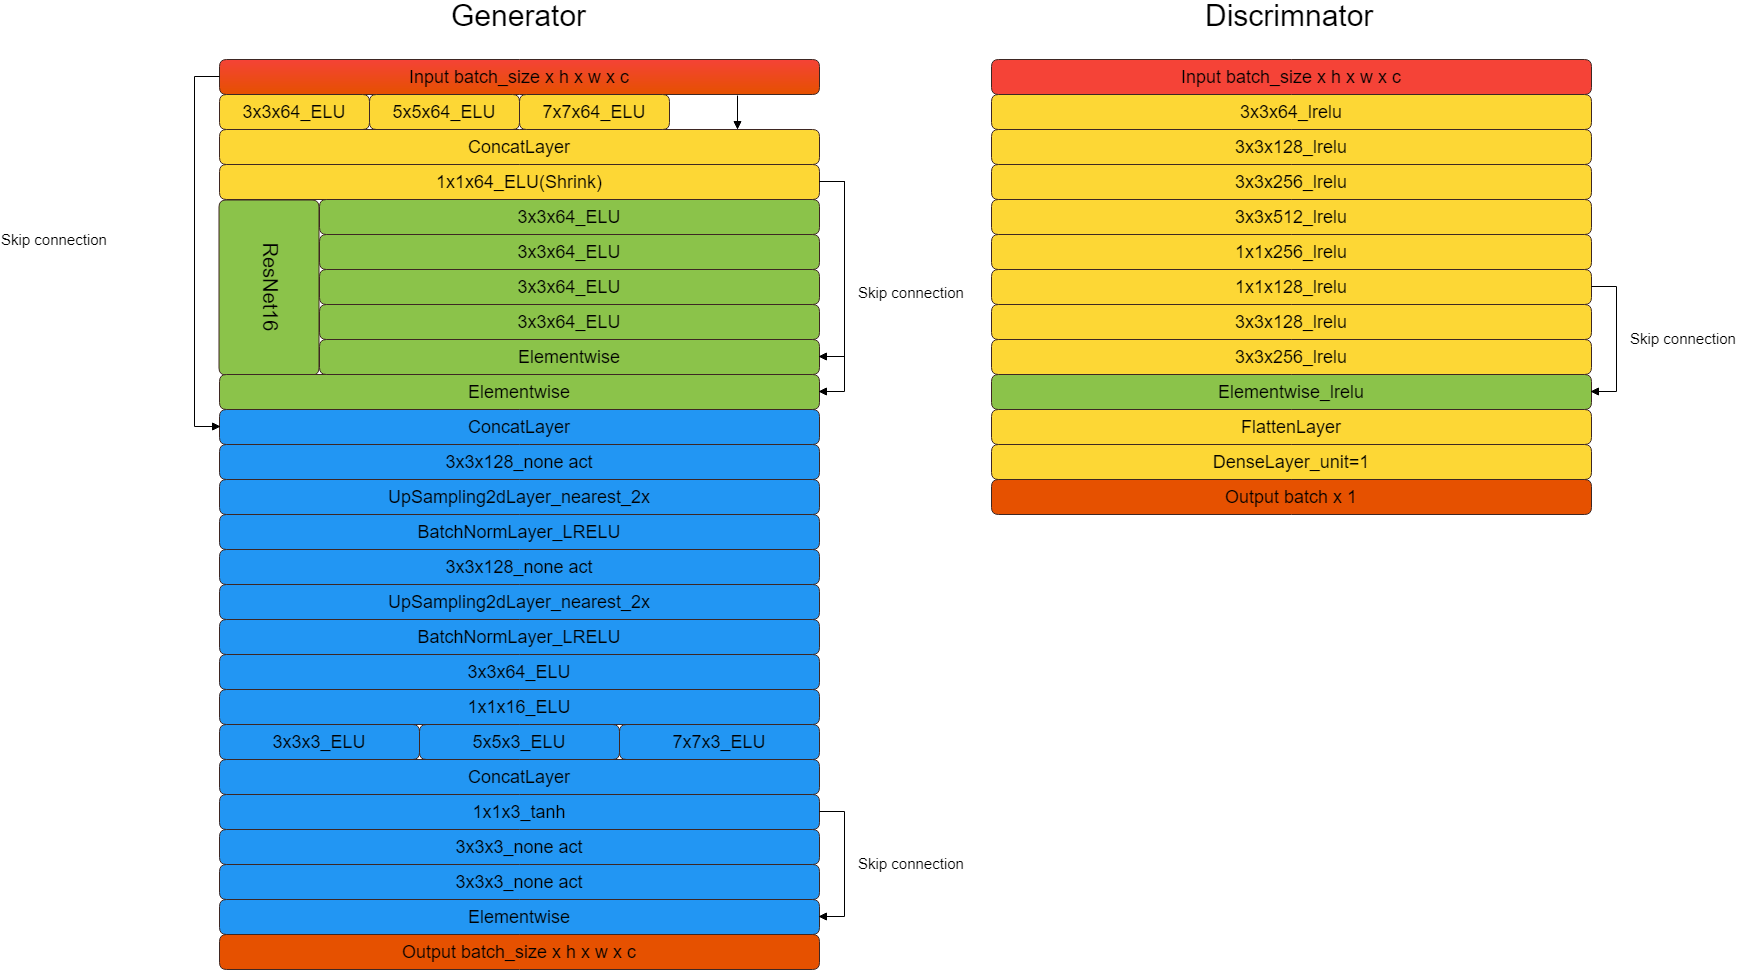 Generator
Input batch_size x h x w x c
3x3x64_ELU 5x5x64_ELU 7x7x64_ELU
ConcatLayer
1x1x64_ELU(Shrink)
Skip connection
ResNet16
3x3x64_ELU
3x3x64_ELU
3x3x64_ELU
3x3x64_ELU
Elementwise
Skip connection
Elementwise
ConcatLayer
3x3x128_none act
UpSampling2dLayer_nearest_2x
BatchNormLayer_LRELU
3x3x128_none act
UpSampling2dLayer_nearest_2x
BatchNormLayer_LRELU
3x3x64_ELU
1x1x16_ELU
3x3x3_ELU 5x5x3_ELU 7x7x3_ELU
ConcatLayer
1x1x3_tanh
3x3x3_none act
3x3x3_none act
Skip connection
Elementwise
Output batch_size x h x w x c
Discrimnator
Input batch_size x h x w x c
3x3x64_lrelu
3x3x128_lrelu
3x3x256_lrelu
3x3x512_lrelu
1x1x256_lrelu
1x1x128_lrelu
3x3x128_lrelu
3x3x256_lrelu
Skip connection
Elementwise_lrelu
FlattenLayer
DenseLayer_unit=1
Output batch x 1